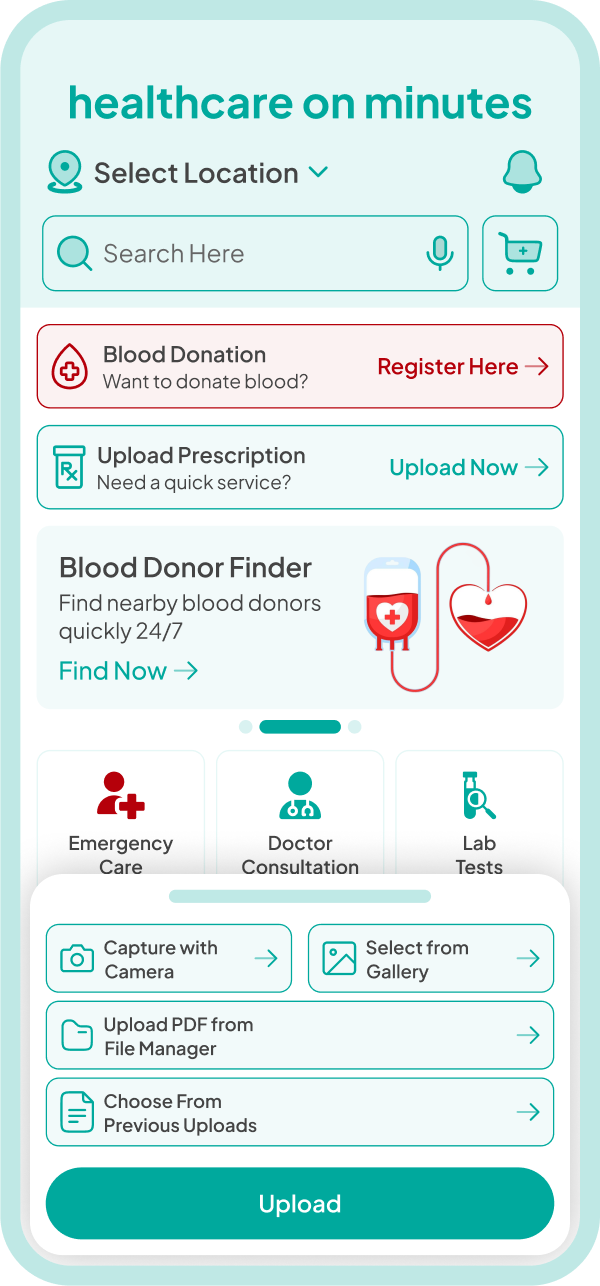 healthcare on minutes
Select Location
Search Here
Blood Donation
Want to donate blood?
Register Here
Rx
Upload Prescription
Need a quick service?
Upload Now
Blood Donor Finder
Find nearby blood donors
quickly 24/7
Find Now
Emergency
Care
Doctor
Consultation
Lab
Tests
Capture with
Camera
Select from
Gallery
Upload PDF from
File Manager
Choose From
Previous Uploads
Upload